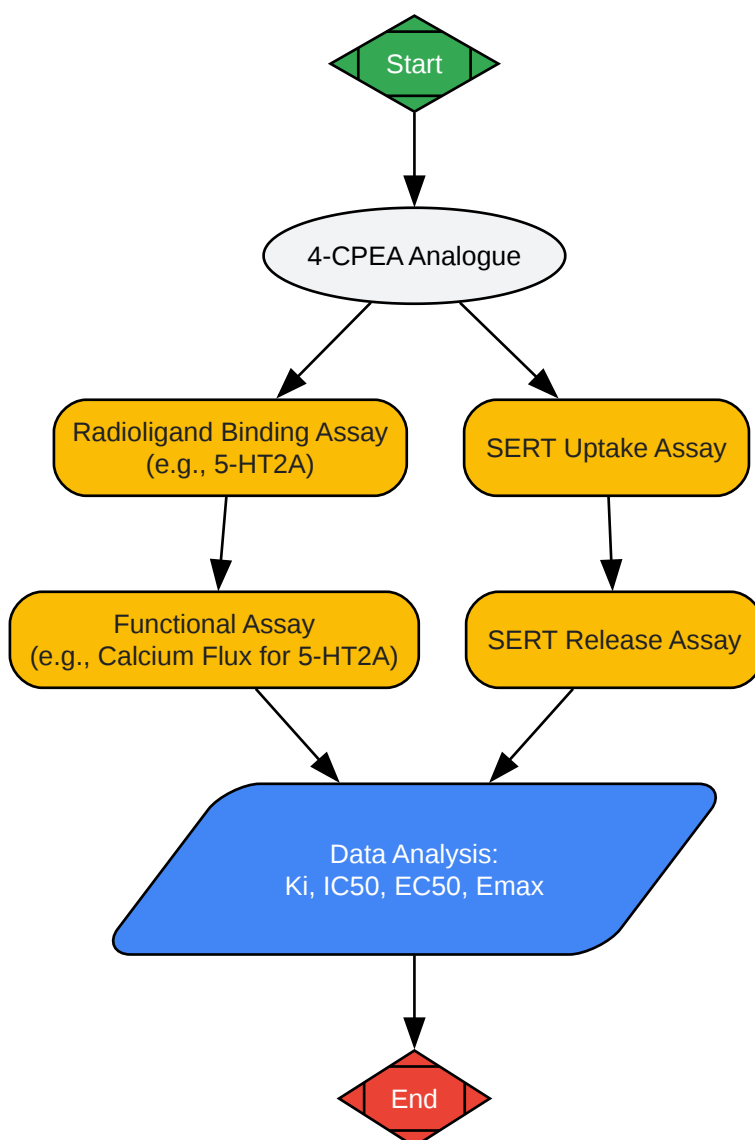 Start
4-CPEA Analogue
Radioligand Binding Assay
(e.g., 5-HT2A)
SERT Uptake Assay
Functional Assay
(e.g., Calcium Flux for 5-HT2A)
SERT Release Assay
Data Analysis:
Ki, IC50, EC50, Emax
End